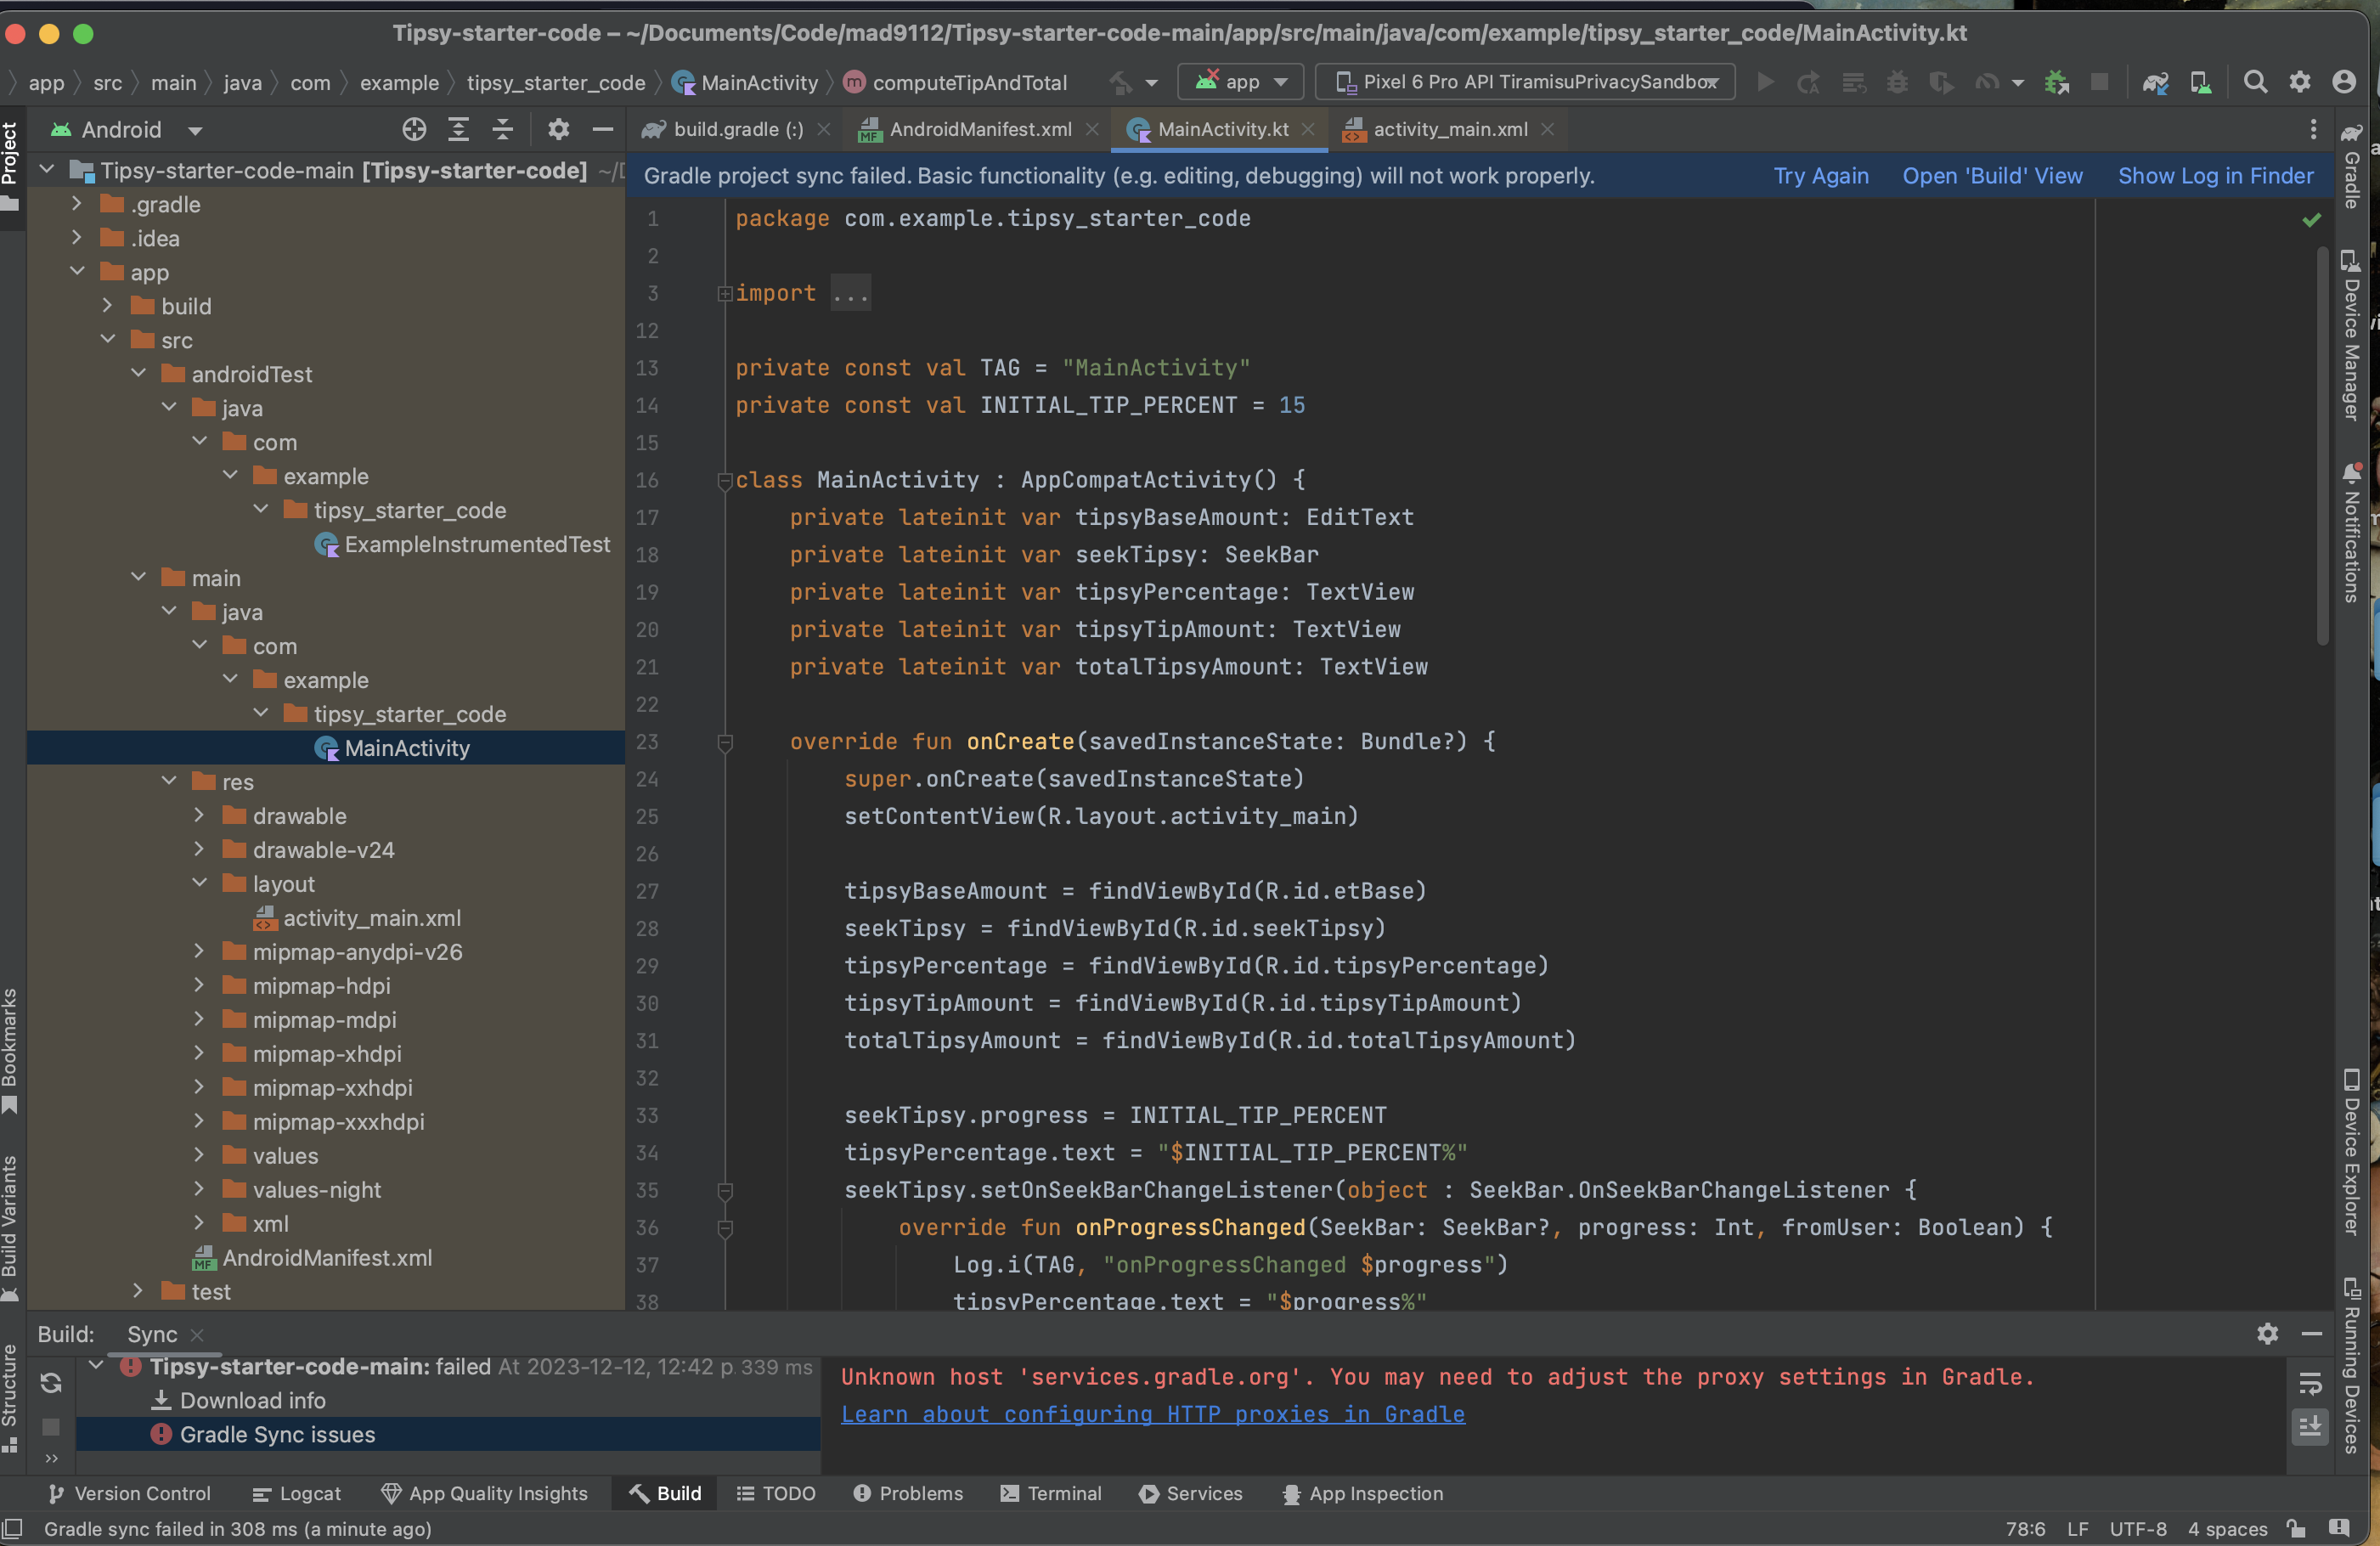 Tipsy-starter-code – ~/Documents/Code/mad9112/Tipsy-starter-code-main/app/src/main/java/com/example/tipsy_starter_code/MainActivity.kt
app src main java com example tipsy_starter_code MainActivity computeTipAndTotal app Pixel 6 Pro API TiramisuPrivacySandbox
Project
Android
build.gradle (:) AndroidManifest.xml MainActivity.kt activity_main.xml
Gradle project sync failed. Basic functionality (e.g. editing, debugging) will not work properly. Try Again Open 'Build' View Show Log in Finder
Tipsy-starter-code-main [Tipsy-starter-code] ~/D
.gradle
.idea
app
build
src
androidTest
java
com
example
tipsy_starter_code
ExampleInstrumentedTest
main
java
com
example
tipsy_starter_code
MainActivity
res
drawable
drawable-v24
layout
activity_main.xml
mipmap-anydpi-v26
mipmap-hdpi
mipmap-mdpi
mipmap-xhdpi
mipmap-xxhdpi
mipmap-xxxhdpi
values
values-night
xml
AndroidManifest.xml
test
1 package com.example.tipsy_starter_code
2
3 import ...
12
13 private const val TAG = "MainActivity"
14 private const val INITIAL_TIP_PERCENT = 15
15
16 class MainActivity : AppCompatActivity() {
17 private lateinit var tipsyBaseAmount: EditText
18 private lateinit var seekTipsy: SeekBar
19 private lateinit var tipsyPercentage: TextView
20 private lateinit var tipsyTipAmount: TextView
21 private lateinit var totalTipsyAmount: TextView
22
23 override fun onCreate(savedInstanceState: Bundle?) {
24 super.onCreate(savedInstanceState)
25 setContentView(R.layout.activity_main)
26
27 tipsyBaseAmount = findViewById(R.id.etBase)
28 seekTipsy = findViewById(R.id.seekTipsy)
29 tipsyPercentage = findViewById(R.id.tipsyPercentage)
30 tipsyTipAmount = findViewById(R.id.tipsyTipAmount)
31 totalTipsyAmount = findViewById(R.id.totalTipsyAmount)
32
33 seekTipsy.progress = INITIAL_TIP_PERCENT
34 tipsyPercentage.text = "$INITIAL_TIP_PERCENT%"
35 seekTipsy.setOnSeekBarChangeListener(object : SeekBar.OnSeekBarChangeListener {
36 override fun onProgressChanged(SeekBar: SeekBar?, progress: Int, fromUser: Boolean) {
37 Log.i(TAG, "onProgressChanged $progress")
38 tipsyPercentage.text = "$progress%"
Gradle
Device Manager
Notifications
Device Explorer
Running Devices
Bookmarks
Build Variants
Structure
Build: Sync
Tipsy-starter-code-main: failed At 2023-12-12, 12:42 p. 339 ms
Download info
Gradle Sync issues
Unknown host 'services.gradle.org'. You may need to adjust the proxy settings in Gradle.
Learn about configuring HTTP proxies in Gradle
Version Control Logcat App Quality Insights Build TODO Problems Terminal Services App Inspection
Gradle sync failed in 308 ms (a minute ago) 78:6 LF UTF-8 4 spaces